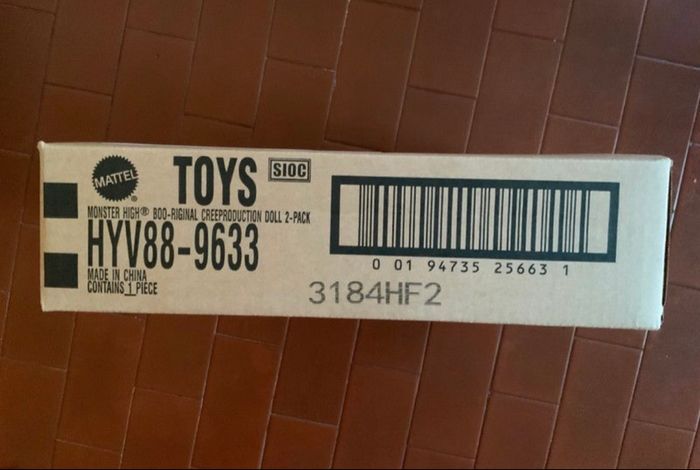 MATTEL
TOYS
SIOC
MONSTER HIGH® BOO-RIGINAL CREEPRODUCTION DOLL 2-PACK
HYV88-9633
MADE IN CHINA
CONTAINS 1 PIECE
0 01 94735 25663 1
3184HF2